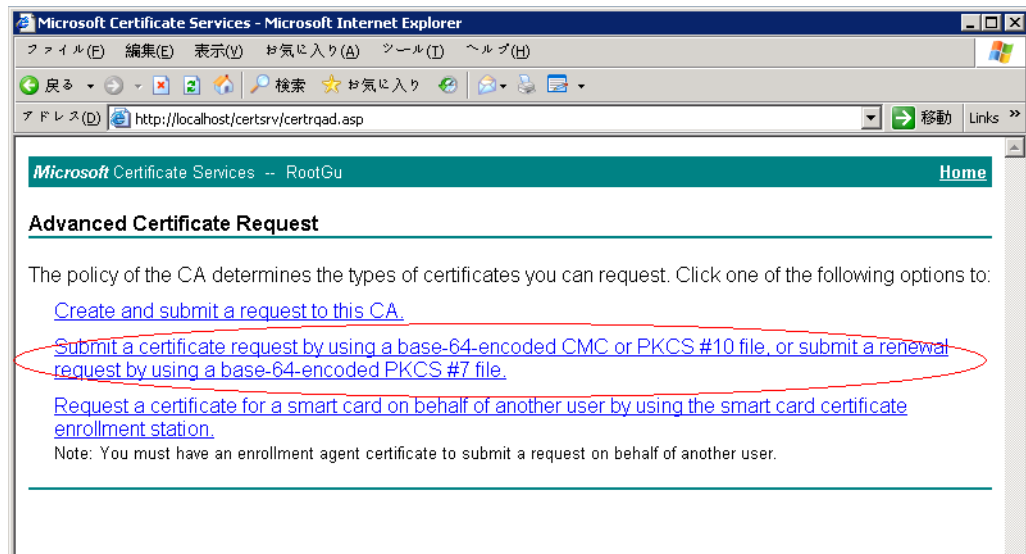 Microsoft Certificate Services - Microsoft Internet Explorer
ファイル(F) 編集(E) 表示(V) お気に入り(A) ツール(T) ヘルプ(H)
戻る 検索 お気に入り
アドレス(D) http://localhost/certsrv/certrqad.asp 移動 Links »
Microsoft Certificate Services -- RootGu Home
Advanced Certificate Request
The policy of the CA determines the types of certificates you can request. Click one of the following options to:
Create and submit a request to this CA.
Submit a certificate request by using a base-64-encoded CMC or PKCS #10 file, or submit a renewal
request by using a base-64-encoded PKCS #7 file.
Request a certificate for a smart card on behalf of another user by using the smart card certificate
enrollment station.
Note: You must have an enrollment agent certificate to submit a request on behalf of another user.